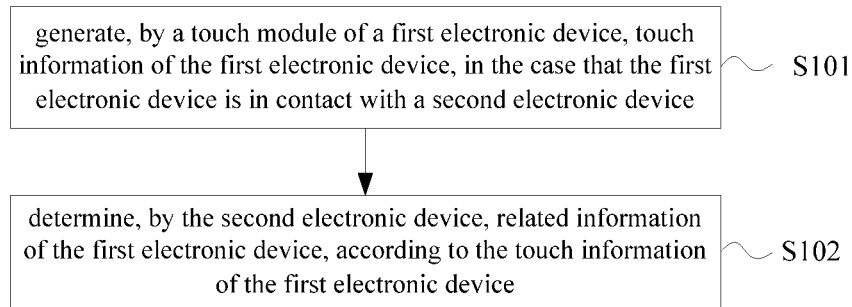 generate, by a touch module of a first electronic device, touch
information of the first electronic device, in the case that the first
electronic device is in contact with a second electronic device
S101
determine, by the second electronic device, related information
of the first electronic device, according to the touch information
of the first electronic device
S102